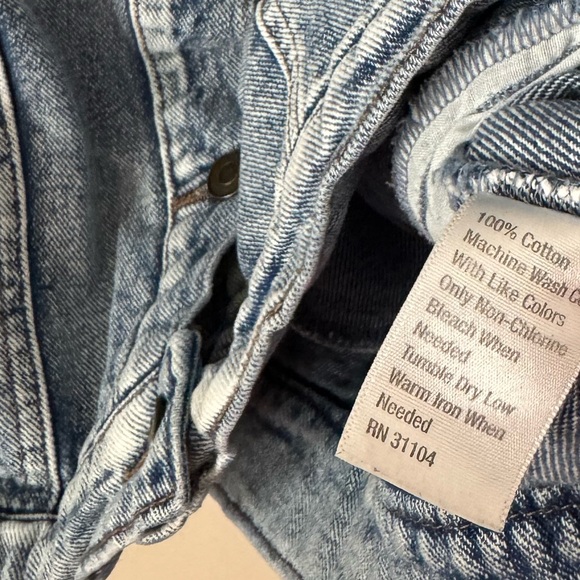 100% Cotton
Machine Wash C
With Like Colors
Only Non-Chlorine
Bleach When
Needed
Tumble Dry Low
Warm Iron When
Needed
RN 31104